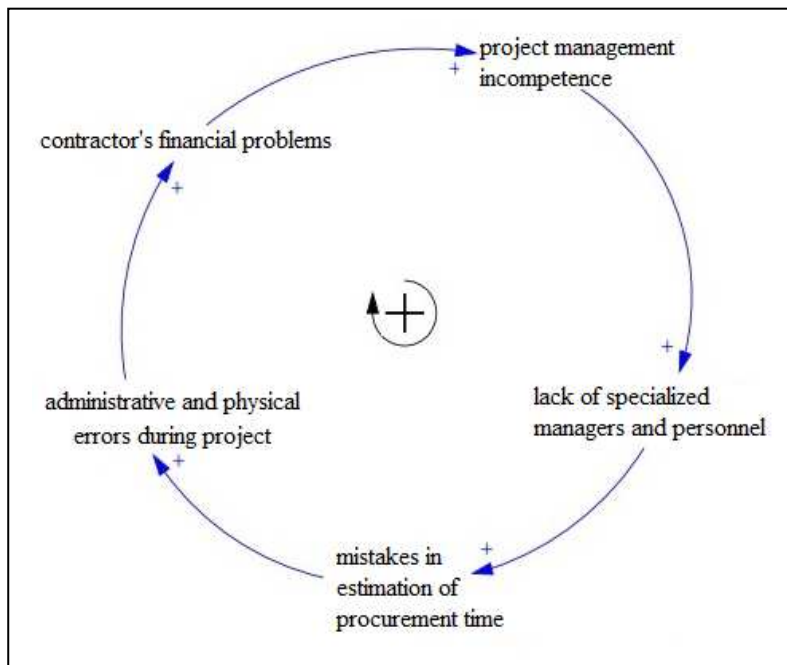 project management
incompetence
+
contractor's financial problems
+
+
lack of specialized
managers and personnel
administrative and physical
errors during project
+
+
+
mistakes in
estimation of
procurement time